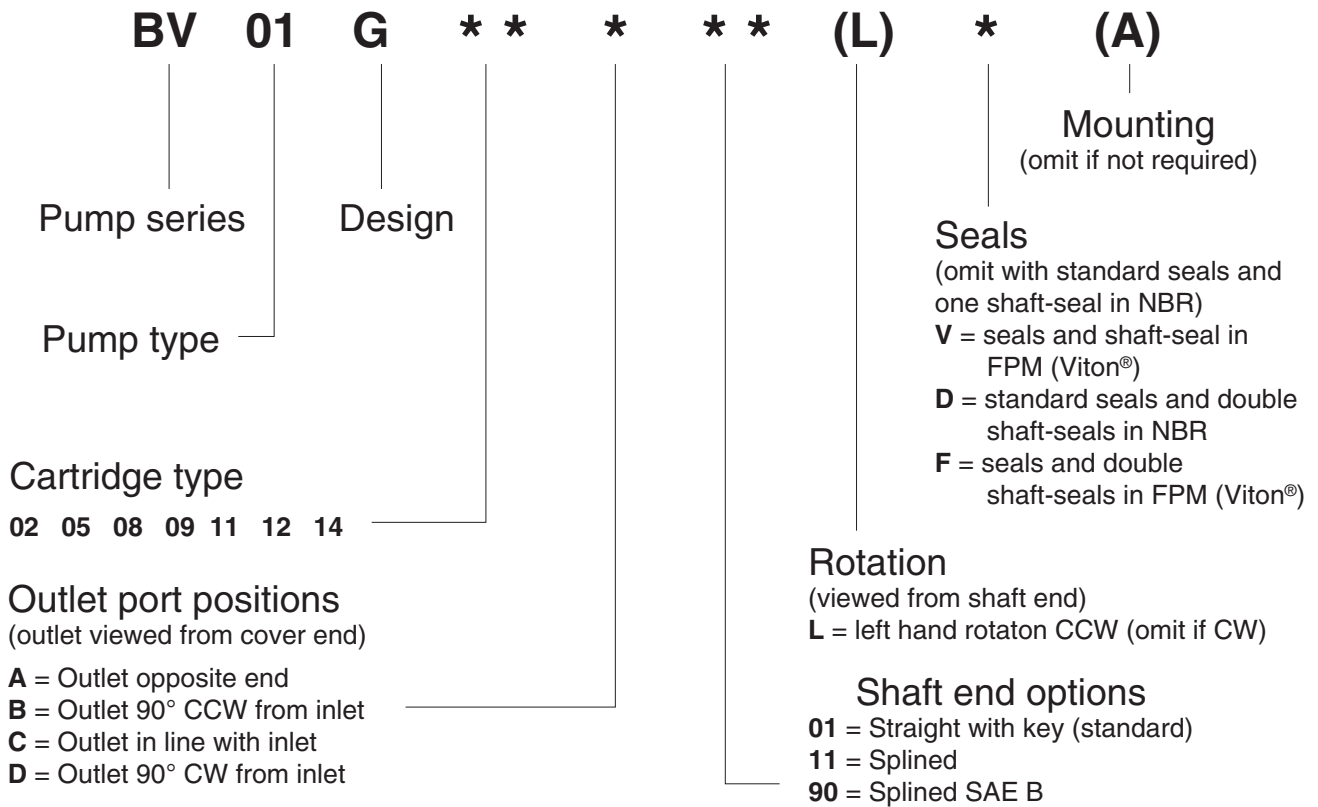 BV 01 G * * * * * (L) * (A)
Mounting
(omit if not required)
Pump series
Design
Seals
(omit with standard seals and
one shaft-seal in NBR)
V = seals and shaft-seal in
FPM (Viton®)
D = standard seals and double
shaft-seals in NBR
F = seals and double
shaft-seals in FPM (Viton®)
Pump type
Cartridge type
02 05 08 09 11 12 14
Outlet port positions
(outlet viewed from cover end)
A = Outlet opposite end
B = Outlet 90° CCW from inlet
C = Outlet in line with inlet
D = Outlet 90° CW from inlet
Rotation
(viewed from shaft end)
L = left hand rotaton CCW (omit if CW)
Shaft end options
01 = Straight with key (standard)
11 = Splined
90 = Splined SAE B